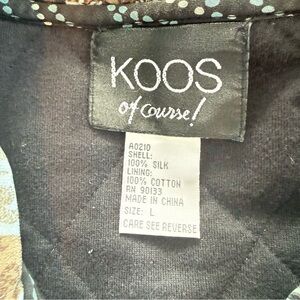 KOOS
of course!
A0210
SHELL:
100% SILK
LINING:
100% COTTON
RN 90133
MADE IN CHINA
SIZE: L
CARE SEE REVERSE